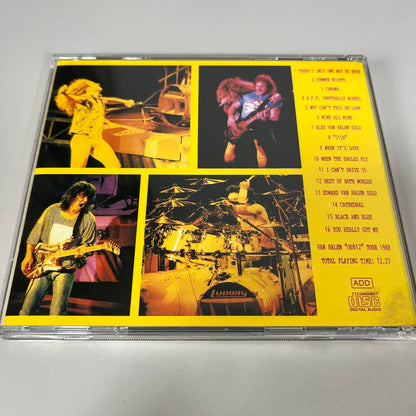 1 THERE'S ONLY ONE WAY TO ROCK
2 SUMMER NIGHTS
3 PANAMA
4 A.F.U. (NATURALLY WIRED)
5 WHY CAN'T THIS BE LOVE
6 MINE ALL MINE
7 ALEX VAN HALEN SOLO
8 "5150"
9 WHEN IT'S LOVE
10 WHEN THE EAGLES FLY
11 I CAN'T DRIVE 55
12 BEST OF BOTH WORLDS
13 EDWARD VAN HALEN SOLO
14 CATHEDRAL
15 BLACK AND BLUE
16 YOU REALLY GOT ME
VAN HALEN "OU812" TOUR 1988
TOTAL PLAYING TIME: 72.27
LUDWIG
ADD
COMPACT
disc
DIGITAL AUDIO